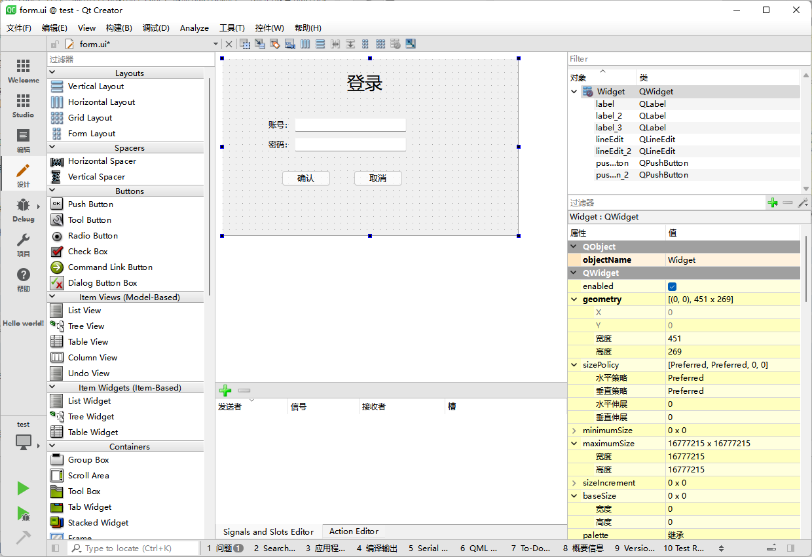 form.ui @ test - Qt Creator
文件(F) 编辑(E) View 构建(B) 调试(D) Analyze 工具(T) 控件(W) 帮助(H)
form.ui*
Welcome
Studio
编辑
设计
Debug
项目
帮助
Hello world!
test
过滤器
Layouts
Vertical Layout
Horizontal Layout
Grid Layout
Form Layout
Spacers
Horizontal Spacer
Vertical Spacer
Buttons
Push Button
Tool Button
Radio Button
Check Box
Command Link Button
Dialog Button Box
Item Views (Model-Based)
List View
Tree View
Table View
Column View
Undo View
Item Widgets (Item-Based)
List Widget
Tree Widget
Table Widget
Containers
Group Box
Scroll Area
Tool Box
Tab Widget
Stacked Widget
Frame
登录
账号:
密码:
确认 取消
发送者 信号 接收者 槽
Signals and Slots Editor Action Editor
Filter
对象 类
Widget QWidget
label QLabel
label_2 QLabel
label_3 QLabel
lineEdit QLineEdit
lineEdit_2 QLineEdit
pus...ton QPushButton
pus...n_2 QPushButton
过滤器
Widget : QWidget
属性 值
QObject
objectName Widget
QWidget
enabled
geometry [(0, 0), 451 x 269]
X 0
Y 0
宽度 451
高度 269
sizePolicy [Preferred, Preferred, 0, 0]
水平策略 Preferred
垂直策略 Preferred
水平伸展 0
垂直伸展 0
minimumSize 0 x 0
maximumSize 16777215 x 16777215
宽度 16777215
高度 16777215
sizeIncrement 0 x 0
baseSize 0 x 0
宽度 0
高度 0
palette 继承
Type to locate (Ctrl+K) 1 问题 1 2 Search... 3 应用程... 4 编译输出 5 Serial ... 6 QML ... 7 To-Do... 8 概要信息 9 Versio... 10 Test R...